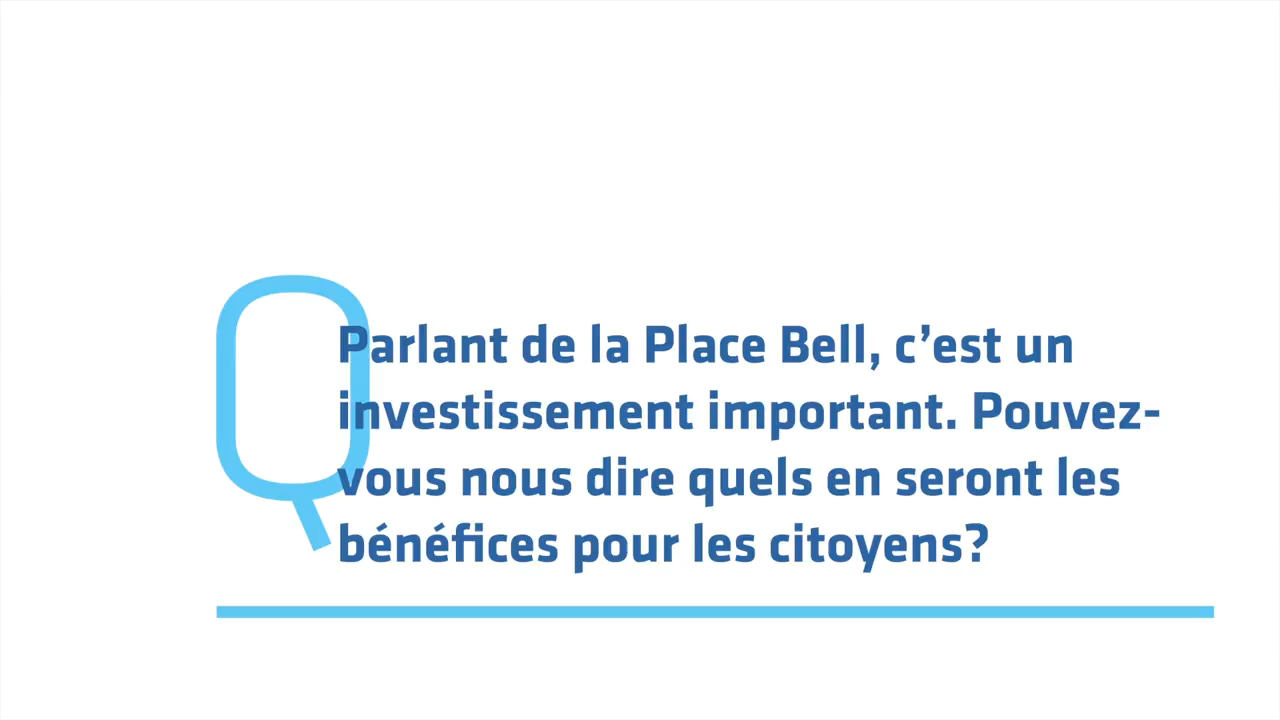 Q
Parlant de la Place Bell, c’est un
investissement important. Pouvez-
vous nous dire quels en seront les
bénéfices pour les citoyens?